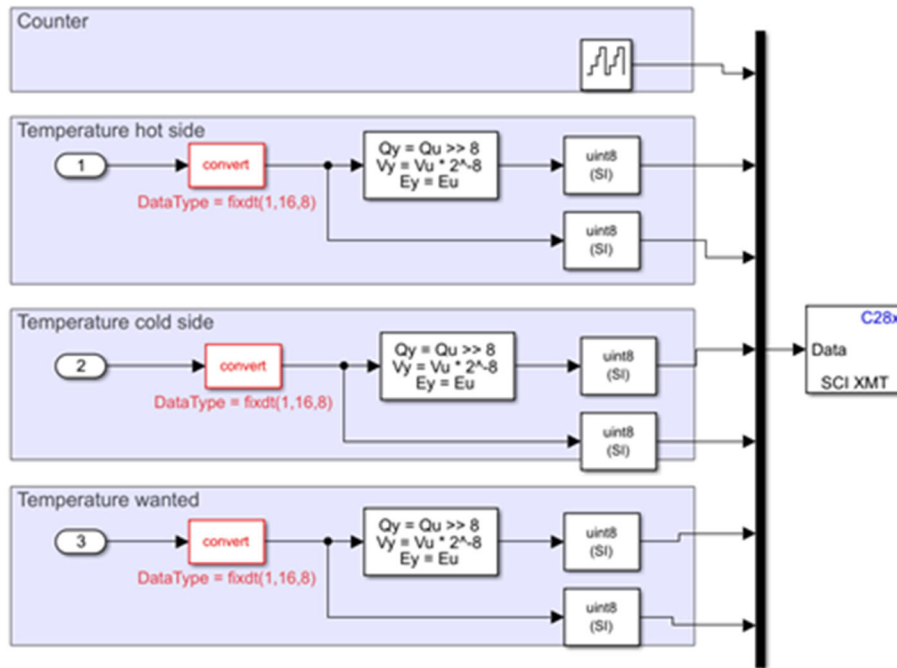 Counter
Temperature hot side
1
convert
DataType = fixdt(1,16,8)
Qy = Qu >> 8
Vy = Vu * 2^-8
Ey = Eu
uint8
(SI)
uint8
(SI)
Temperature cold side
2
convert
DataType = fixdt(1,16,8)
Qy = Qu >> 8
Vy = Vu * 2^-8
Ey = Eu
uint8
(SI)
uint8
(SI)
C28x
Data
SCI XMT
Temperature wanted
3
convert
DataType = fixdt(1,16,8)
Qy = Qu >> 8
Vy = Vu * 2^-8
Ey = Eu
uint8
(SI)
uint8
(SI)